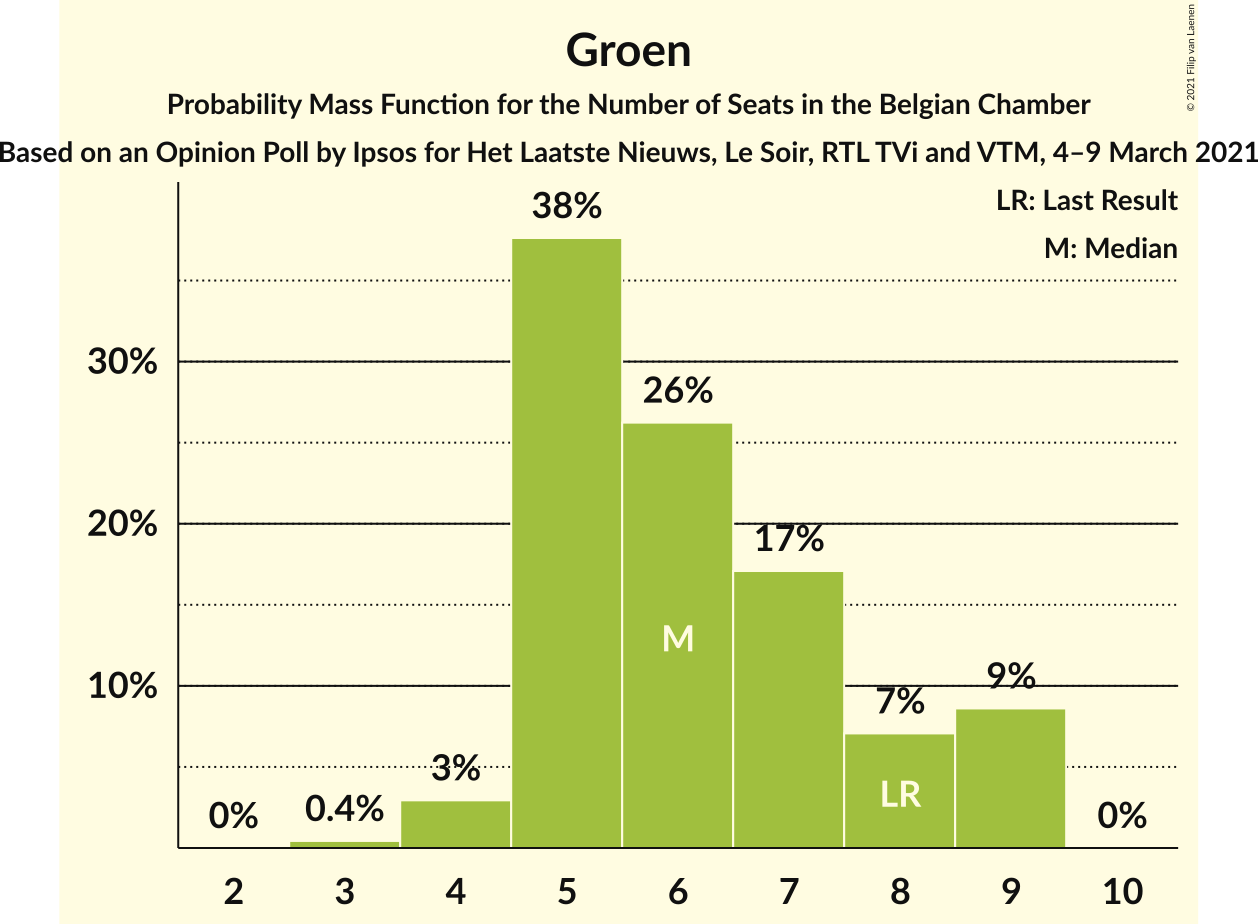 Groen
Probability Mass Function for the Number of Seats in the Belgian Chamber
Based on an Opinion Poll by Ipsos for Het Laatste Nieuws, Le Soir, RTL TVi and VTM, 4–9 March 2021
© 2021 Filip van Laenen
LR: Last Result
M: Median
30%
20%
10%
0%
0.4%
3%
38%
26%
17%
7%
9%
0%
M
LR
2 3 4 5 6 7 8 9 10